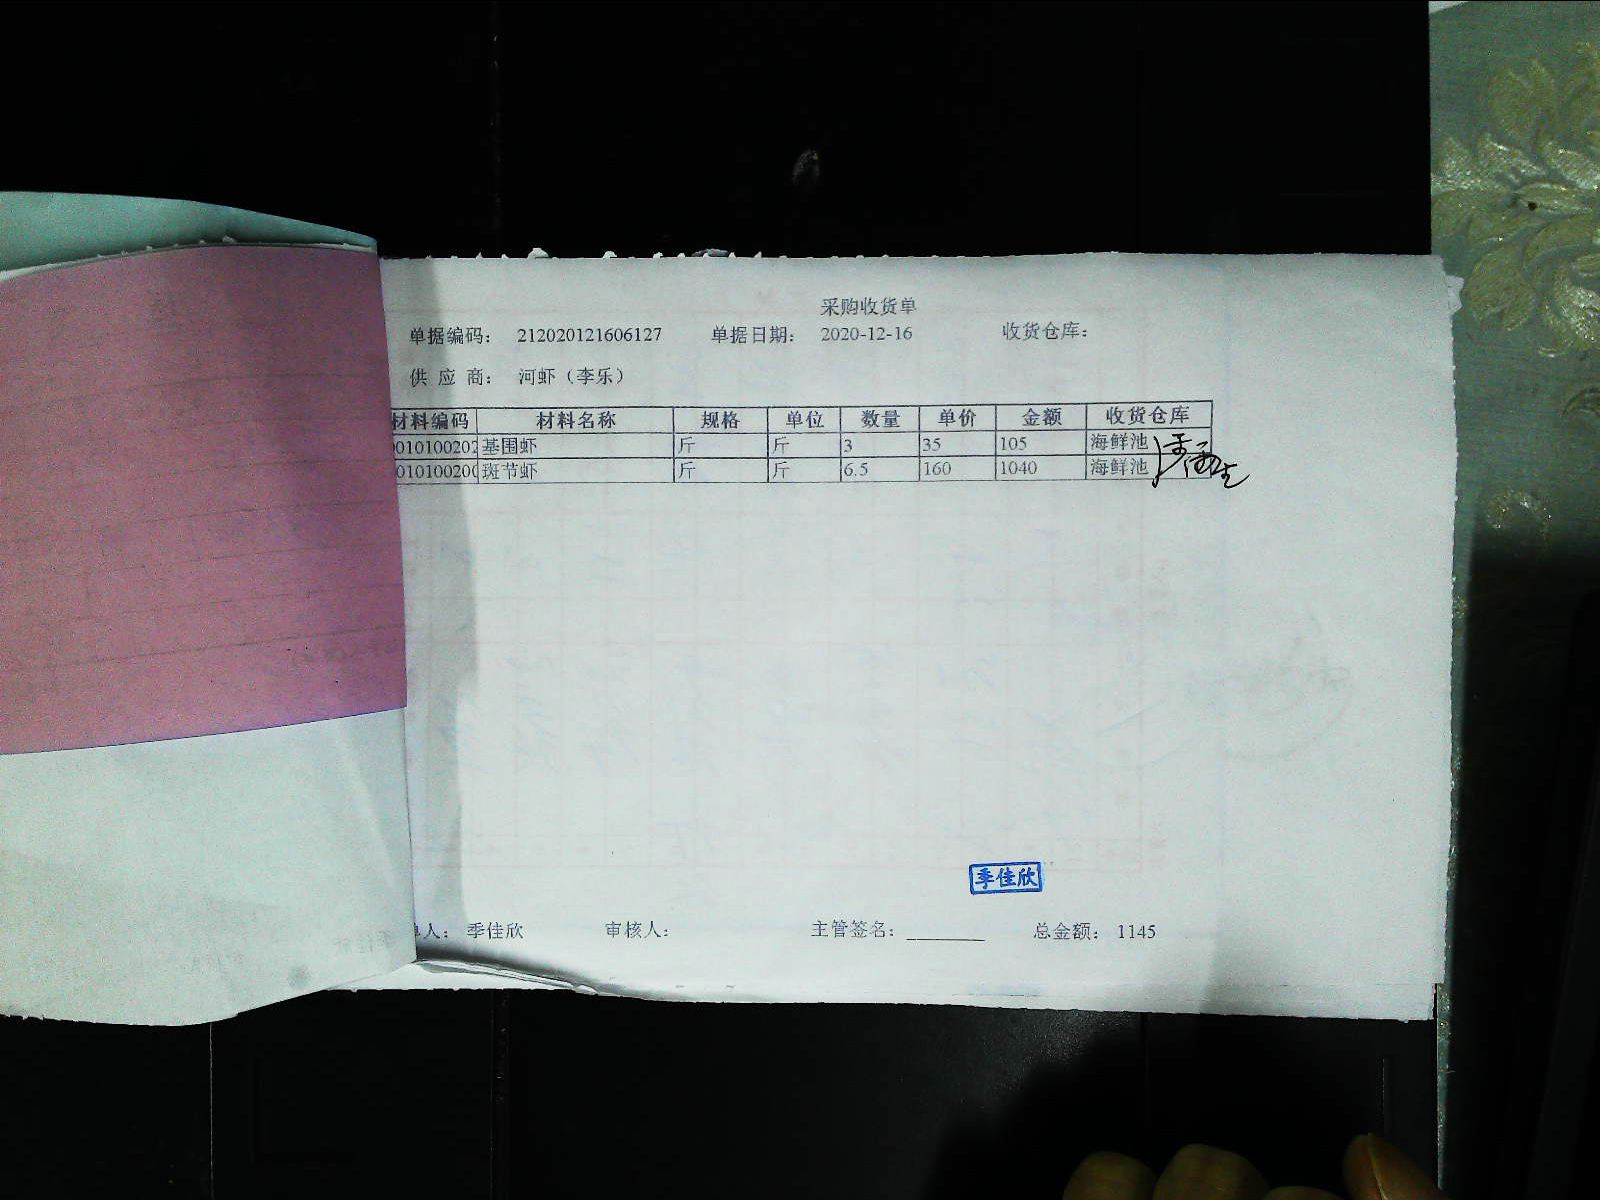 采购收货单
单据编码： 212020121606127 单据日期： 2020-12-16 收货仓库：
供 应 商： 河虾（李乐）
材料编码 材料名称 规格 单位 数量 单价 金额 收货仓库
基围虾 斤 斤 3 35 105 海鲜池
斑节虾 斤 斤 6.5 160 1040 海鲜池
季佳欣
单人： 季佳欣 审核人： 主管签名： ________ 总金额： 1145